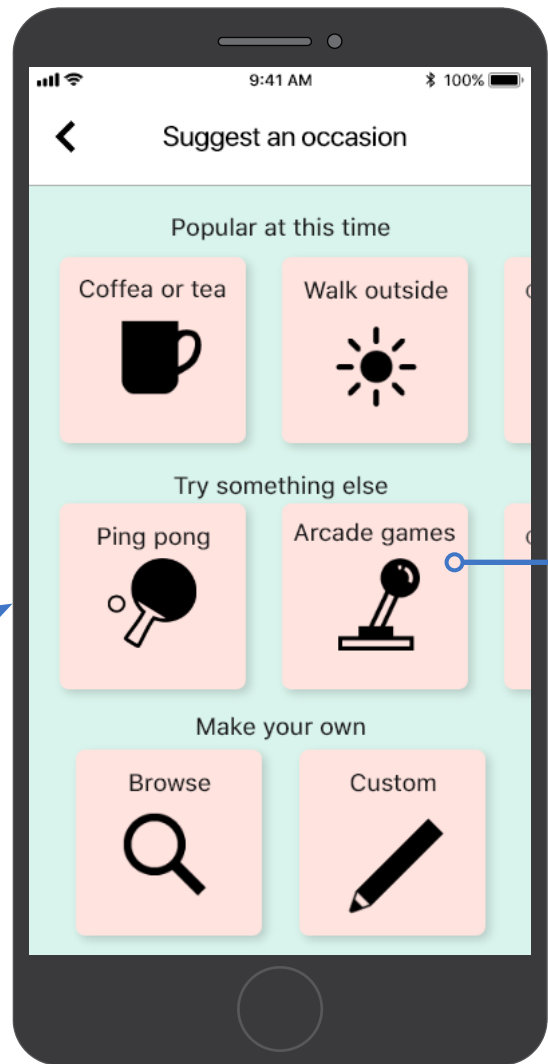 9:41 AM 100%
Suggest an occasion
Popular at this time
Coffea or tea Walk outside
Try something else
Ping pong Arcade games
Make your own
Browse Custom